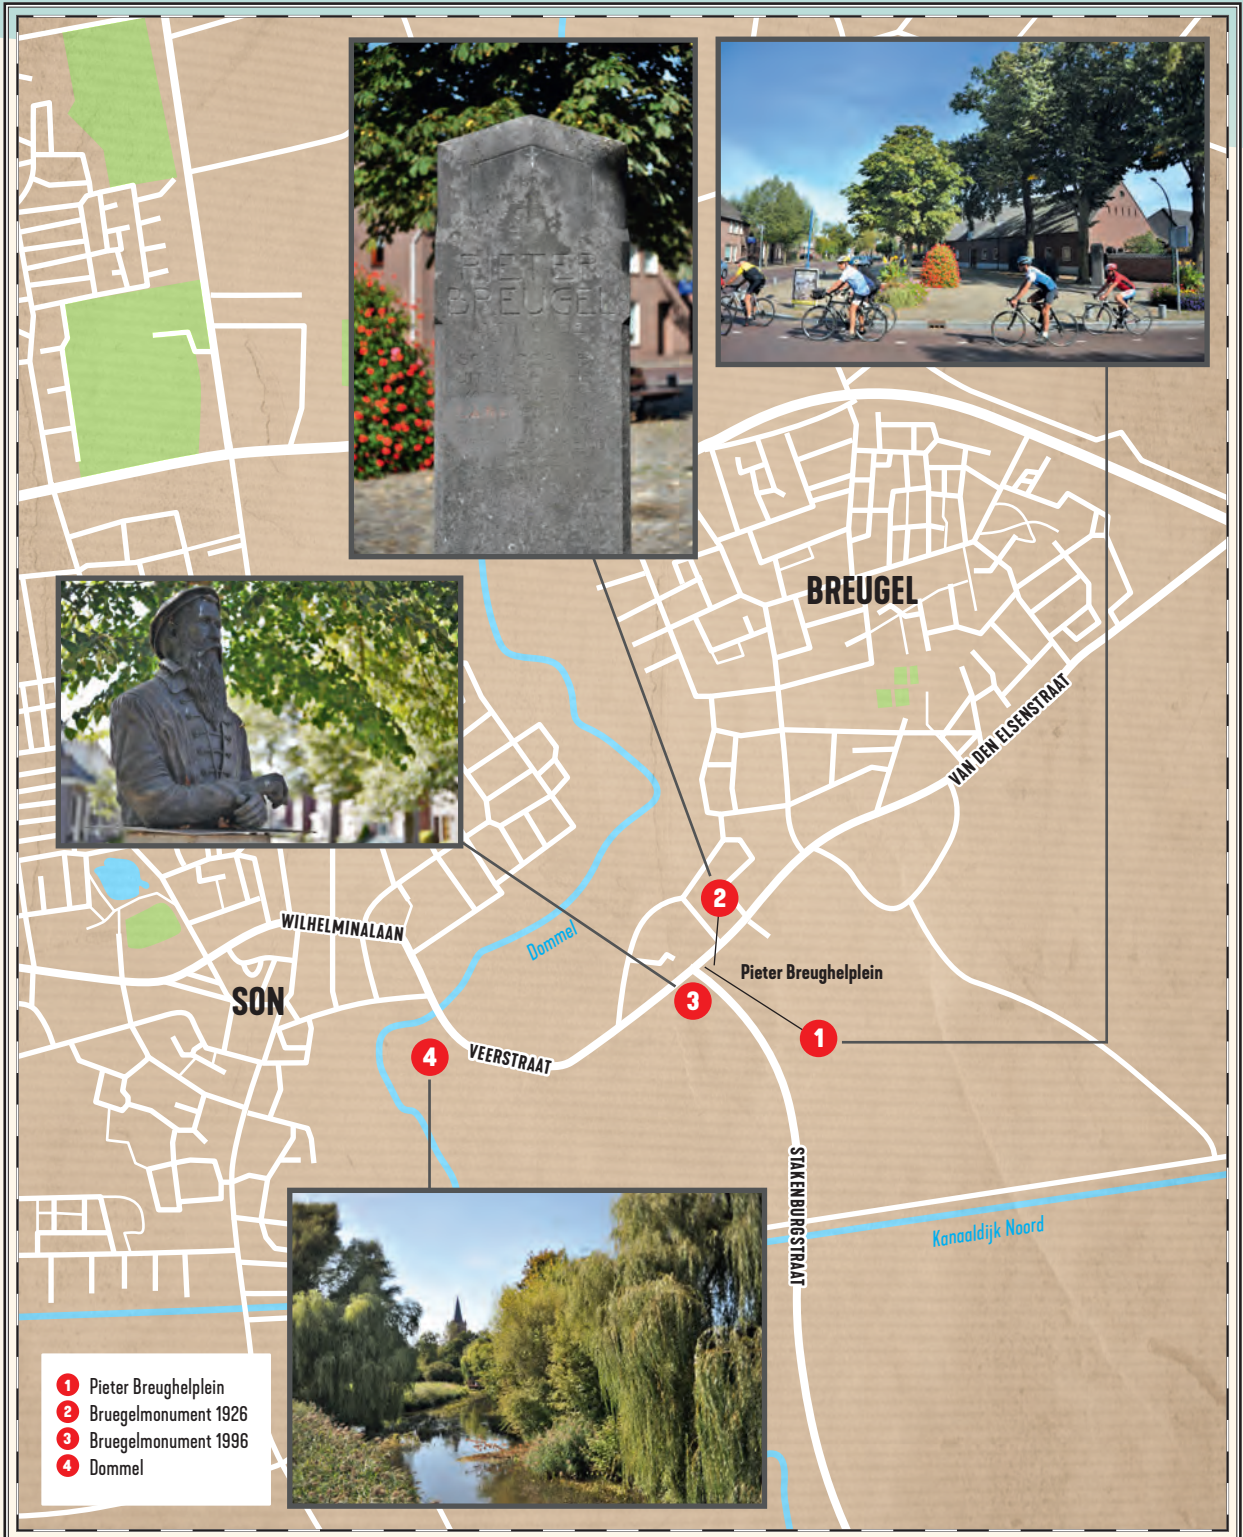 PIETER
BREUGEL
BREUGEL
VAN DEN ELSENSTRAAT
WILHELMINALAAN
Dommel
2
Pieter Breughelplein
SON
3
1
4
VEERSTRAAT
STAKENBURGSTRAAT
Kanaaldijk Noord
1 Pieter Breughelplein
2 Bruegelmonument 1926
3 Bruegelmonument 1996
4 Dommel